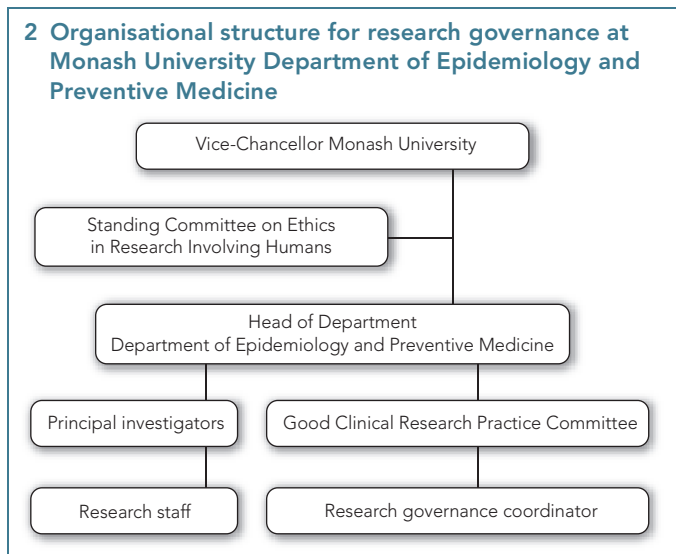 2 Organisational structure for research governance at
Monash University Department of Epidemiology and
Preventive Medicine
Vice-Chancellor Monash University
Standing Committee on Ethics
in Research Involving Humans
Head of Department
Department of Epidemiology and Preventive Medicine
Principal investigators
Good Clinical Research Practice Committee
Research staff
Research governance coordinator